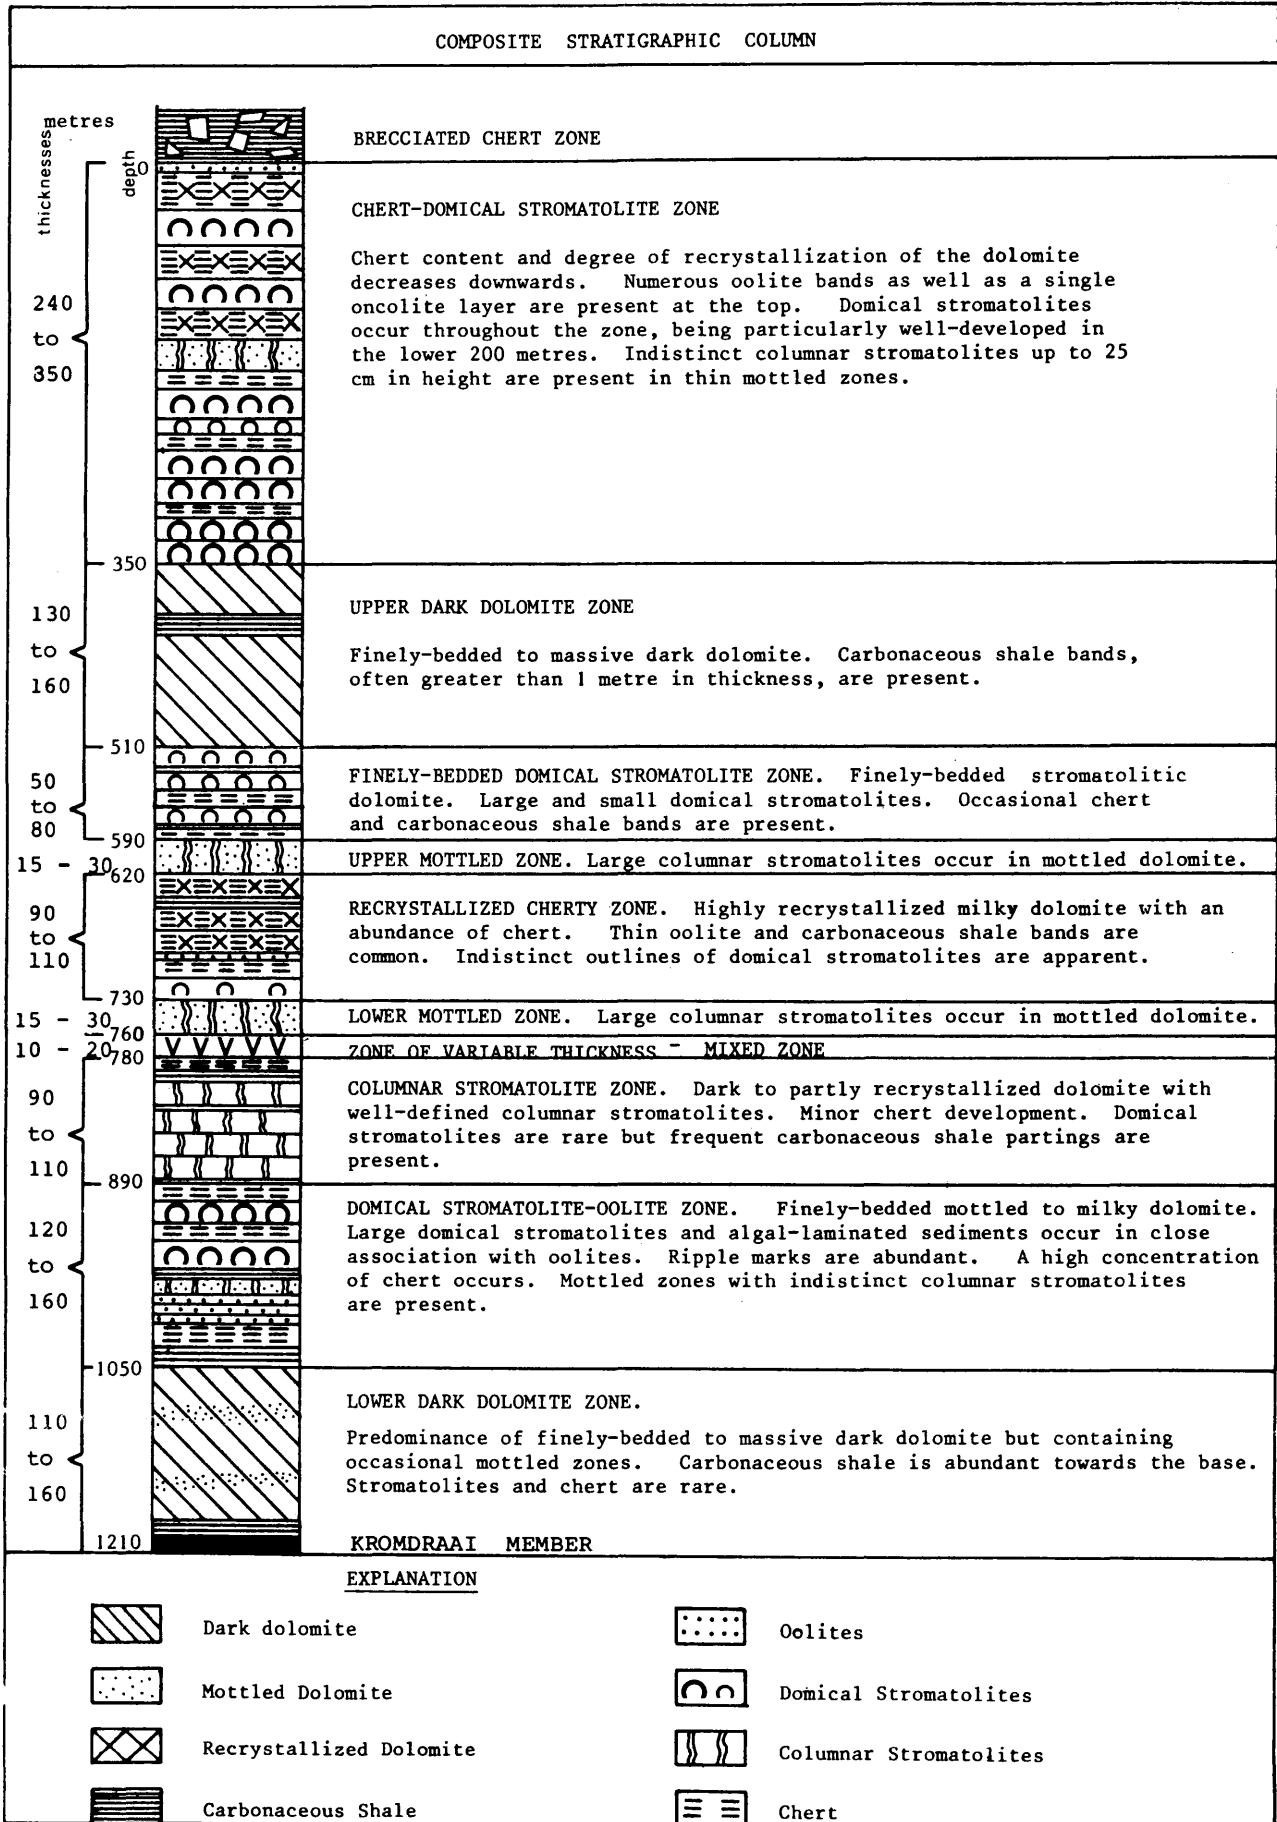 COMPOSITE STRATIGRAPHIC COLUMN
metres
thicknesses
depth
0
BRECCIATED CHERT ZONE
CHERT-DOMICAL STROMATOLITE ZONE
Chert content and degree of recrystallization of the dolomite
decreases downwards. Numerous oolite bands as well as a single
oncolite layer are present at the top. Domical stromatolites
occur throughout the zone, being particularly well-developed in
the lower 200 metres. Indistinct columnar stromatolites up to 25
cm in height are present in thin mottled zones.
240
to
350
350
UPPER DARK DOLOMITE ZONE
Finely-bedded to massive dark dolomite. Carbonaceous shale bands,
often greater than 1 metre in thickness, are present.
130
to
160
510
FINELY-BEDDED DOMICAL STROMATOLITE ZONE. Finely-bedded stromatolitic
dolomite. Large and small domical stromatolites. Occasional chert
and carbonaceous shale bands are present.
50
to
80
590
UPPER MOTTLED ZONE. Large columnar stromatolites occur in mottled dolomite.
15 - 30
620
RECRYSTALLIZED CHERTY ZONE. Highly recrystallized milky dolomite with an
abundance of chert. Thin oolite and carbonaceous shale bands are
common. Indistinct outlines of domical stromatolites are apparent.
90
to
110
730
LOWER MOTTLED ZONE. Large columnar stromatolites occur in mottled dolomite.
15 - 30
760
ZONE OF VARIABLE THICKNESS - MIXED ZONE
10 - 20
780
COLUMNAR STROMATOLITE ZONE. Dark to partly recrystallized dolomite with
well-defined columnar stromatolites. Minor chert development. Domical
stromatolites are rare but frequent carbonaceous shale partings are
present.
90
to
110
890
DOMICAL STROMATOLITE-OOLITE ZONE. Finely-bedded mottled to milky dolomite.
Large domical stromatolites and algal-laminated sediments occur in close
association with oolites. Ripple marks are abundant. A high concentration
of chert occurs. Mottled zones with indistinct columnar stromatolites
are present.
120
to
160
1050
LOWER DARK DOLOMITE ZONE.
Predominance of finely-bedded to massive dark dolomite but containing
occasional mottled zones. Carbonaceous shale is abundant towards the base.
Stromatolites and chert are rare.
110
to
160
1210
KROMDRAAI MEMBER
EXPLANATION
Dark dolomite
Oolites
Mottled Dolomite
Domical Stromatolites
Recrystallized Dolomite
Columnar Stromatolites
Carbonaceous Shale
Chert